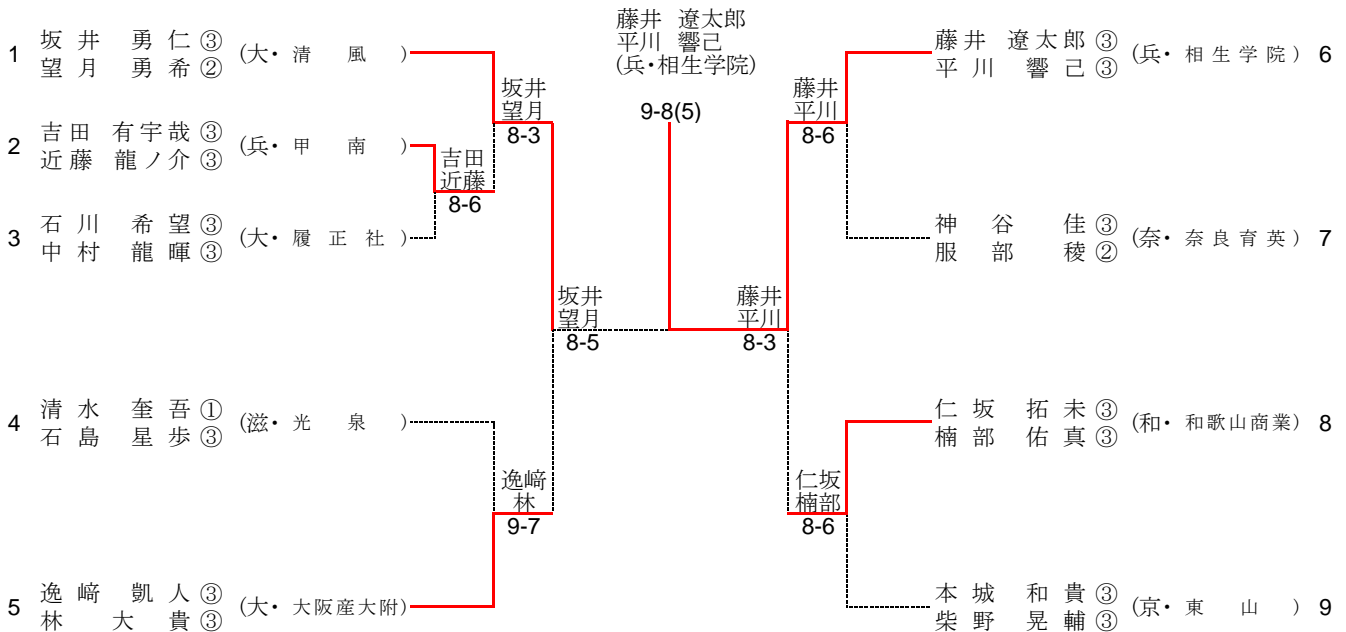 藤井 遼太郎
平川 響己
(兵・相生学院)
9-8(5)
1 坂井 勇仁③ (大・清風)
望月 勇希②
坂井
望月
8-3
2 吉田 有宇哉③ (兵・甲南)
近藤 龍ノ介③
吉田
近藤
8-6
3 石川 希望③ (大・履正社)
中村 龍暉③
坂井
望月
8-5
4 清水 奎吾① (滋・光泉)
石島 星歩③
逸﨑
林
9-7
5 逸﨑 凱人③ (大・大阪産大附)
林 大貴③
藤井 遼太郎③ (兵・相生学院) 6
平川 響己③
藤井
平川
8-6
神谷 佳③ (奈・奈良育英) 7
服部 稜②
藤井
平川
8-3
仁坂 拓未③ (和・和歌山商業) 8
楠部 佑真③
仁坂
楠部
8-6
本城 和貴③ (京・東山) 9
柴野 晃輔③